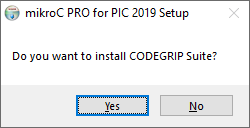 mikroC PRO for PIC 2019 Setup
Do you want to install CODEGRIP Suite?
Yes
No